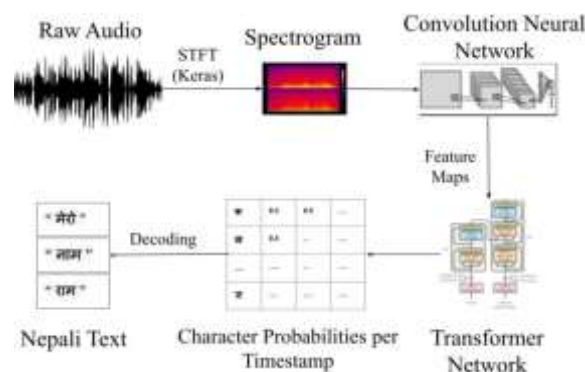 Raw Audio
STFT
(Keras)
Spectrogram
Convolution Neural
Network
Feature
Maps
Transformer
Network
Character Probabilities per
Timestamp
Decoding
" मेरो "
" नाम "
" राम "
Nepali Text